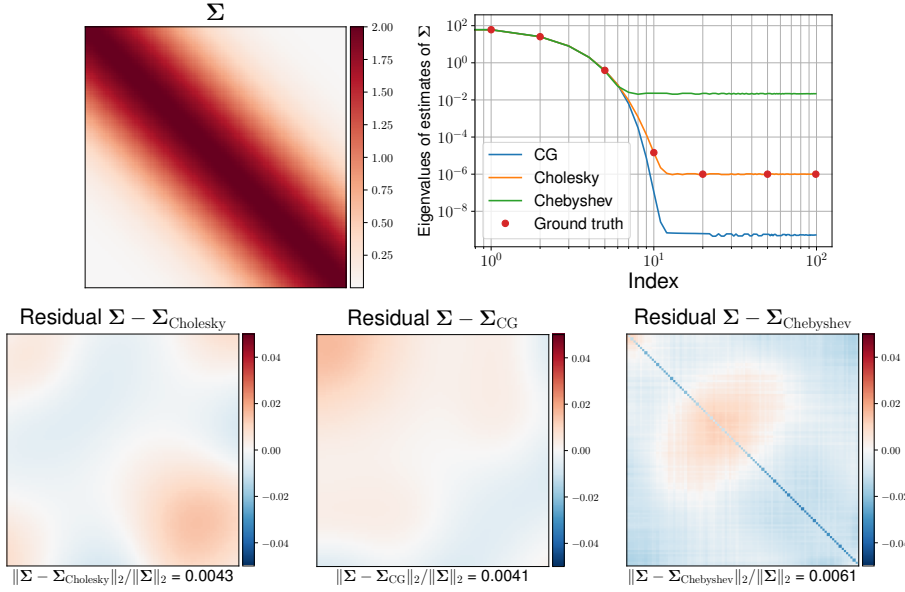 Σ
2.00
1.75
1.50
1.25
1.00
0.75
0.50
0.25
Eigenvalues of estimates of Σ
10²
10⁰
10⁻²
10⁻⁴
10⁻⁶
10⁻⁸
CG
Cholesky
Chebyshev
Ground truth
10⁰
10¹
10²
Index
Residual Σ − Σ_Cholesky
0.04
0.02
0.00
−0.02
−0.04
‖Σ − Σ_Cholesky‖₂/‖Σ‖₂ = 0.0043
Residual Σ − Σ_CG
0.04
0.02
0.00
−0.02
−0.04
‖Σ − Σ_CG‖₂/‖Σ‖₂ = 0.0041
Residual Σ − Σ_Chebyshev
0.04
0.02
0.00
−0.02
−0.04
‖Σ − Σ_Chebyshev‖₂/‖Σ‖₂ = 0.0061